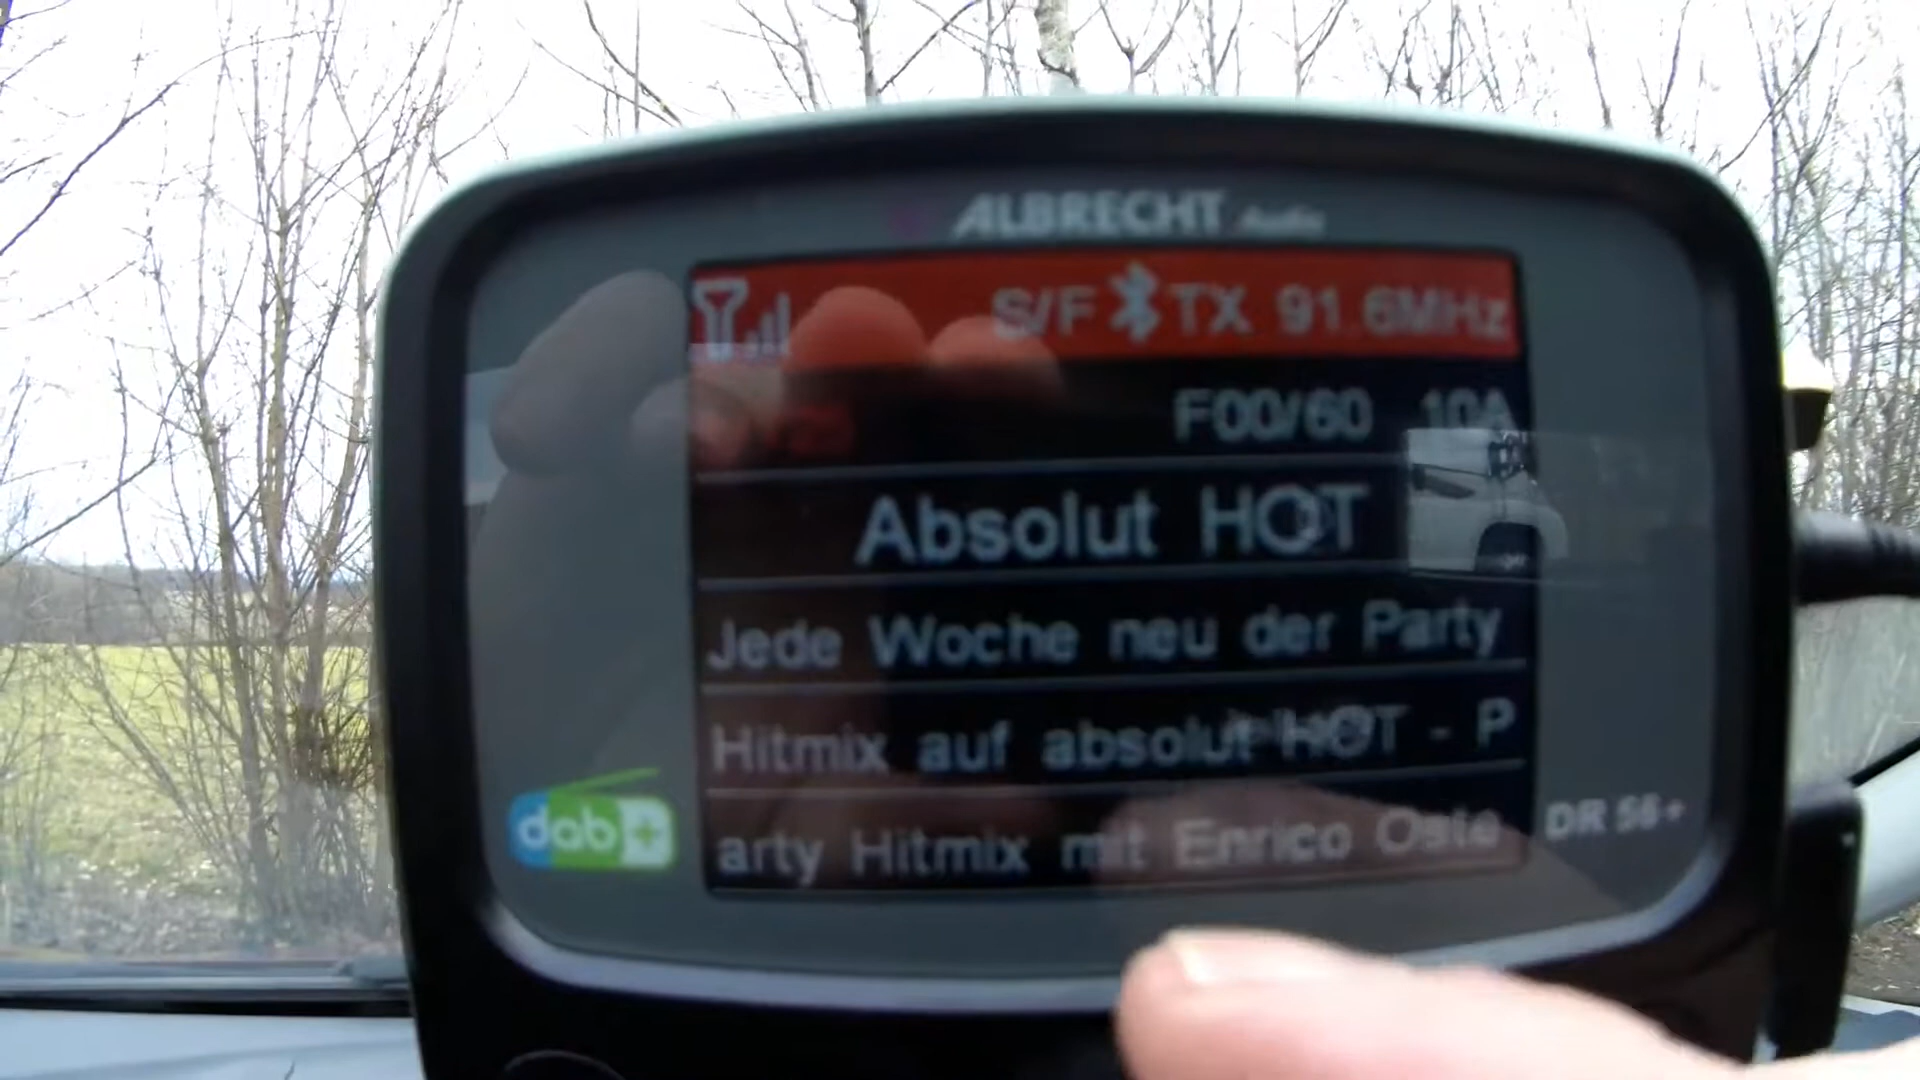 ALBRECHT Audio
S/F TX 91.6MHz
F00/60 10A
Absolut HOT
Jede Woche neu der Party
Hitmix auf absolut HOT - P
arty Hitmix mit Enrico Oste
dab+
DR 56+